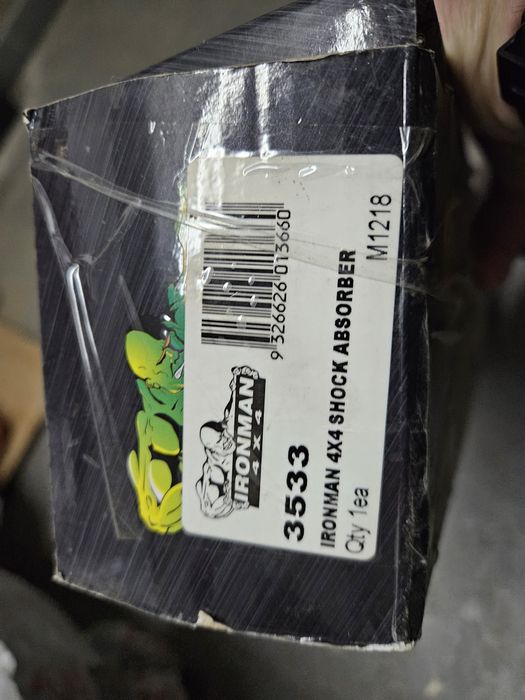 9 326626 013660
IRONMAN
4X4
3533
IRONMAN 4X4 SHOCK ABSORBER
Qty 1ea
M1218